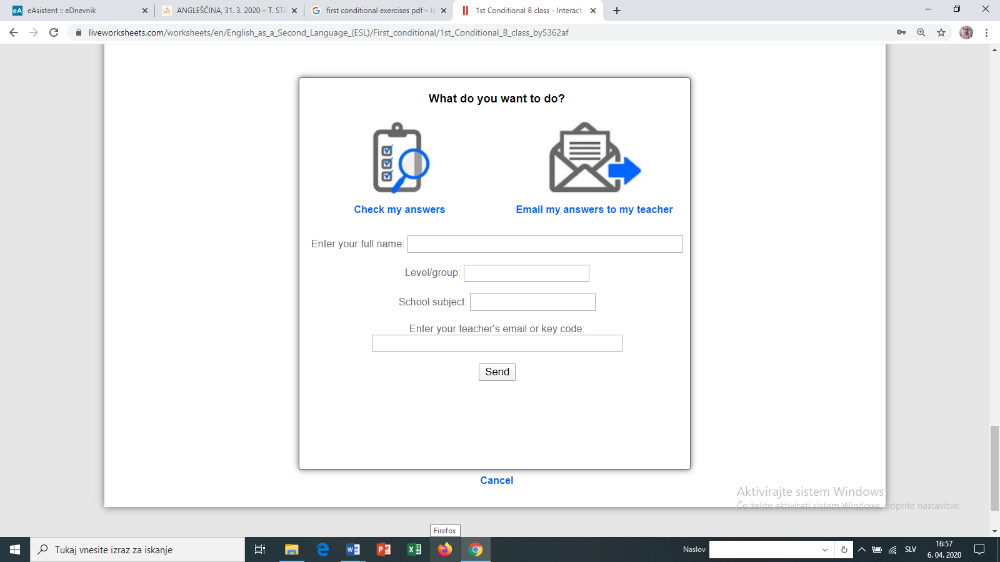 eA eAsistent :: eDnevnik
ANGLEŠČINA, 31. 3. 2020 – T. STA
first conditional exercises pdf – Is
1st Conditional B class - Interacti
liveworksheets.com/worksheets/en/English_as_a_Second_Language_(ESL)/First_conditional/1st_Conditional_B_class_by5362af
What do you want to do?
Check my answers
Email my answers to my teacher
Enter your full name:
Level/group:
School subject:
Enter your teacher's email or key code:
Send
Cancel
Aktivirajte sistem Windows
Če želite aktivirati sistem Windows, odprite nastavitve.
Firefox
Tukaj vnesite izraz za iskanje
Naslov
SLV
16:57
6. 04. 2020